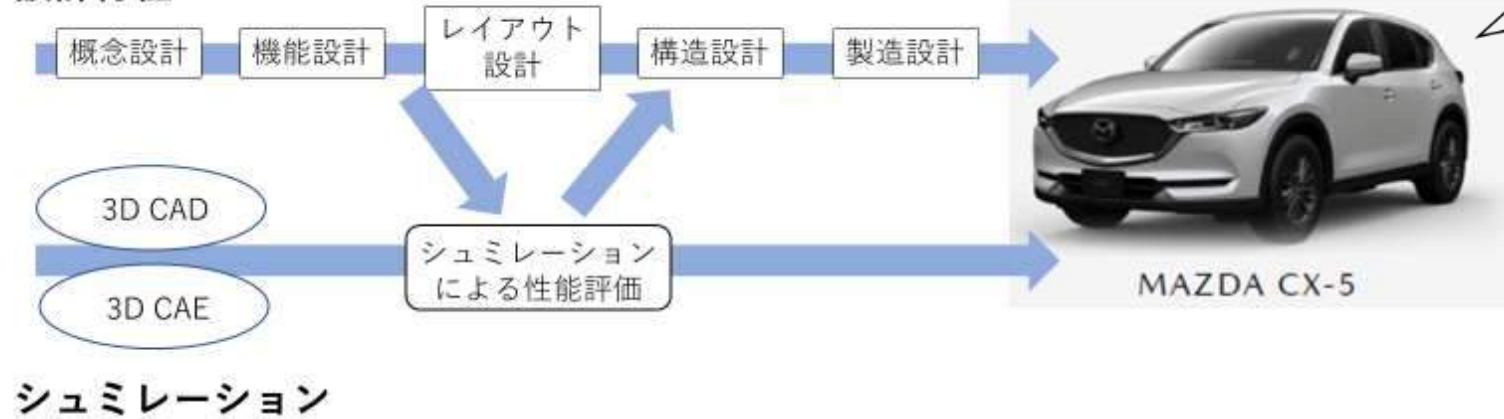 概念設計
機能設計
レイアウト
設計
構造設計
製造設計
3D CAD
シュミレーション
による性能評価
3D CAE
MAZDA CX-5
シュミレーション